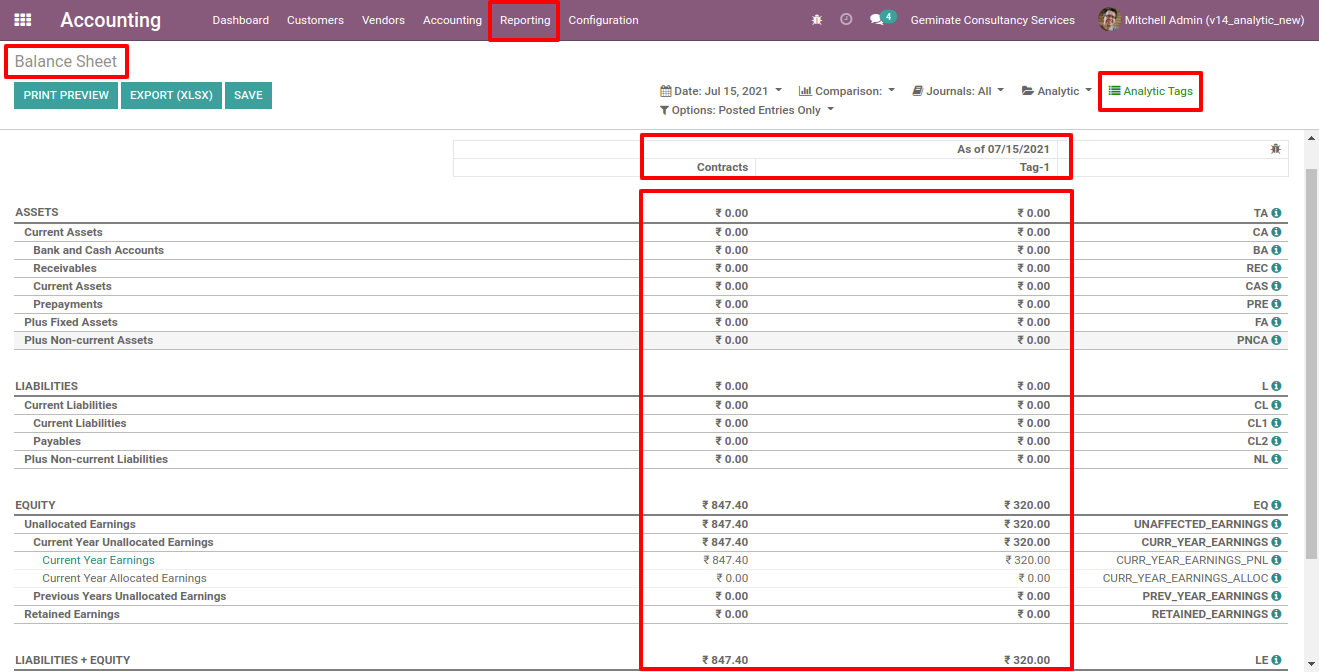 Accounting Dashboard Customers Vendors Accounting Reporting Configuration 4 Geminate Consultancy Services Mitchell Admin (v14_analytic_new)
Balance Sheet
PRINT PREVIEW EXPORT (XLSX) SAVE
Date: Jul 15, 2021 Comparison: Journals: All Analytic Analytic Tags
Options: Posted Entries Only
As of 07/15/2021
Contracts Tag-1
ASSETS ₹ 0.00 ₹ 0.00 TA
Current Assets ₹ 0.00 ₹ 0.00 CA
Bank and Cash Accounts ₹ 0.00 ₹ 0.00 BA
Receivables ₹ 0.00 ₹ 0.00 REC
Current Assets ₹ 0.00 ₹ 0.00 CAS
Prepayments ₹ 0.00 ₹ 0.00 PRE
Plus Fixed Assets ₹ 0.00 ₹ 0.00 FA
Plus Non-current Assets ₹ 0.00 ₹ 0.00 PNCA
LIABILITIES ₹ 0.00 ₹ 0.00 L
Current Liabilities ₹ 0.00 ₹ 0.00 CL
Current Liabilities ₹ 0.00 ₹ 0.00 CL1
Payables ₹ 0.00 ₹ 0.00 CL2
Plus Non-current Liabilities ₹ 0.00 ₹ 0.00 NL
EQUITY ₹ 847.40 ₹ 320.00 EQ
Unallocated Earnings ₹ 847.40 ₹ 320.00 UNAFFECTED_EARNINGS
Current Year Unallocated Earnings ₹ 847.40 ₹ 320.00 CURR_YEAR_EARNINGS
Current Year Earnings ₹ 847.40 ₹ 320.00 CURR_YEAR_EARNINGS_PNL
Current Year Allocated Earnings ₹ 0.00 ₹ 0.00 CURR_YEAR_EARNINGS_ALLOC
Previous Years Unallocated Earnings ₹ 0.00 ₹ 0.00 PREV_YEAR_EARNINGS
Retained Earnings ₹ 0.00 ₹ 0.00 RETAINED_EARNINGS
LIABILITIES + EQUITY ₹ 847.40 ₹ 320.00 LE